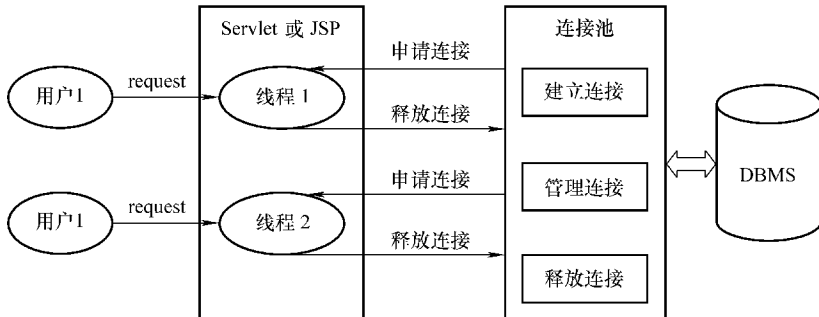 Servlet 或 JSP
连接池
申请连接
用户1
request
线程 1
建立连接
释放连接
申请连接
管理连接
DBMS
用户1
request
线程 2
释放连接
释放连接